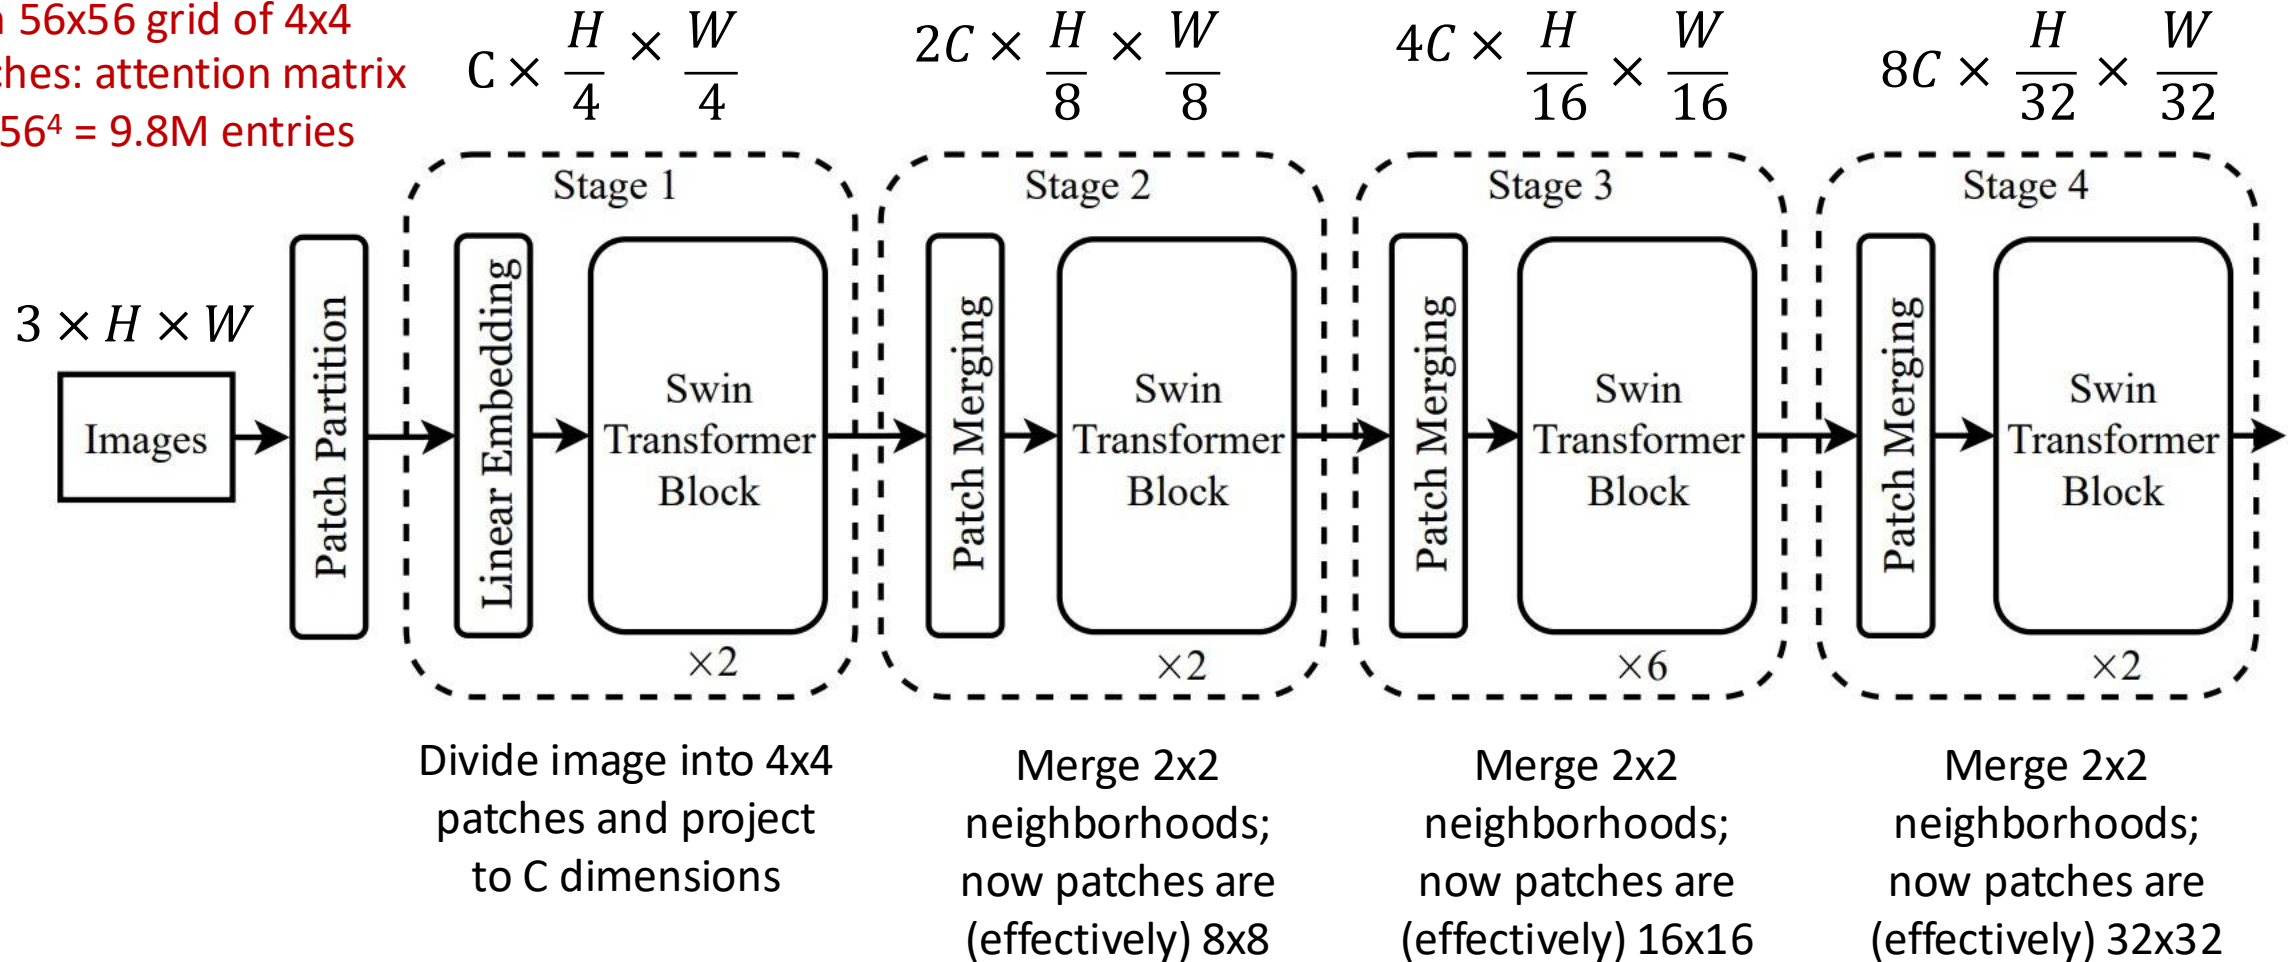 56x56 grid of 4x4
attention matrix
56⁴ = 9.8M entries
C × H/4 × W/4
2C × H/8 × W/8
4C × H/16 × W/16
8C × H/32 × W/32
3 × H × W
Images
Patch Partition
Stage 1
Linear Embedding
Swin
Transformer
Block
×2
Stage 2
Patch Merging
Swin
Transformer
Block
×2
Stage 3
Patch Merging
Swin
Transformer
Block
×6
Stage 4
Patch Merging
Swin
Transformer
Block
×2
Divide image into 4x4
patches and project
to C dimensions
Merge 2x2
neighborhoods;
now patches are
(effectively) 8x8
Merge 2x2
neighborhoods;
now patches are
(effectively) 16x16
Merge 2x2
neighborhoods;
now patches are
(effectively) 32x32